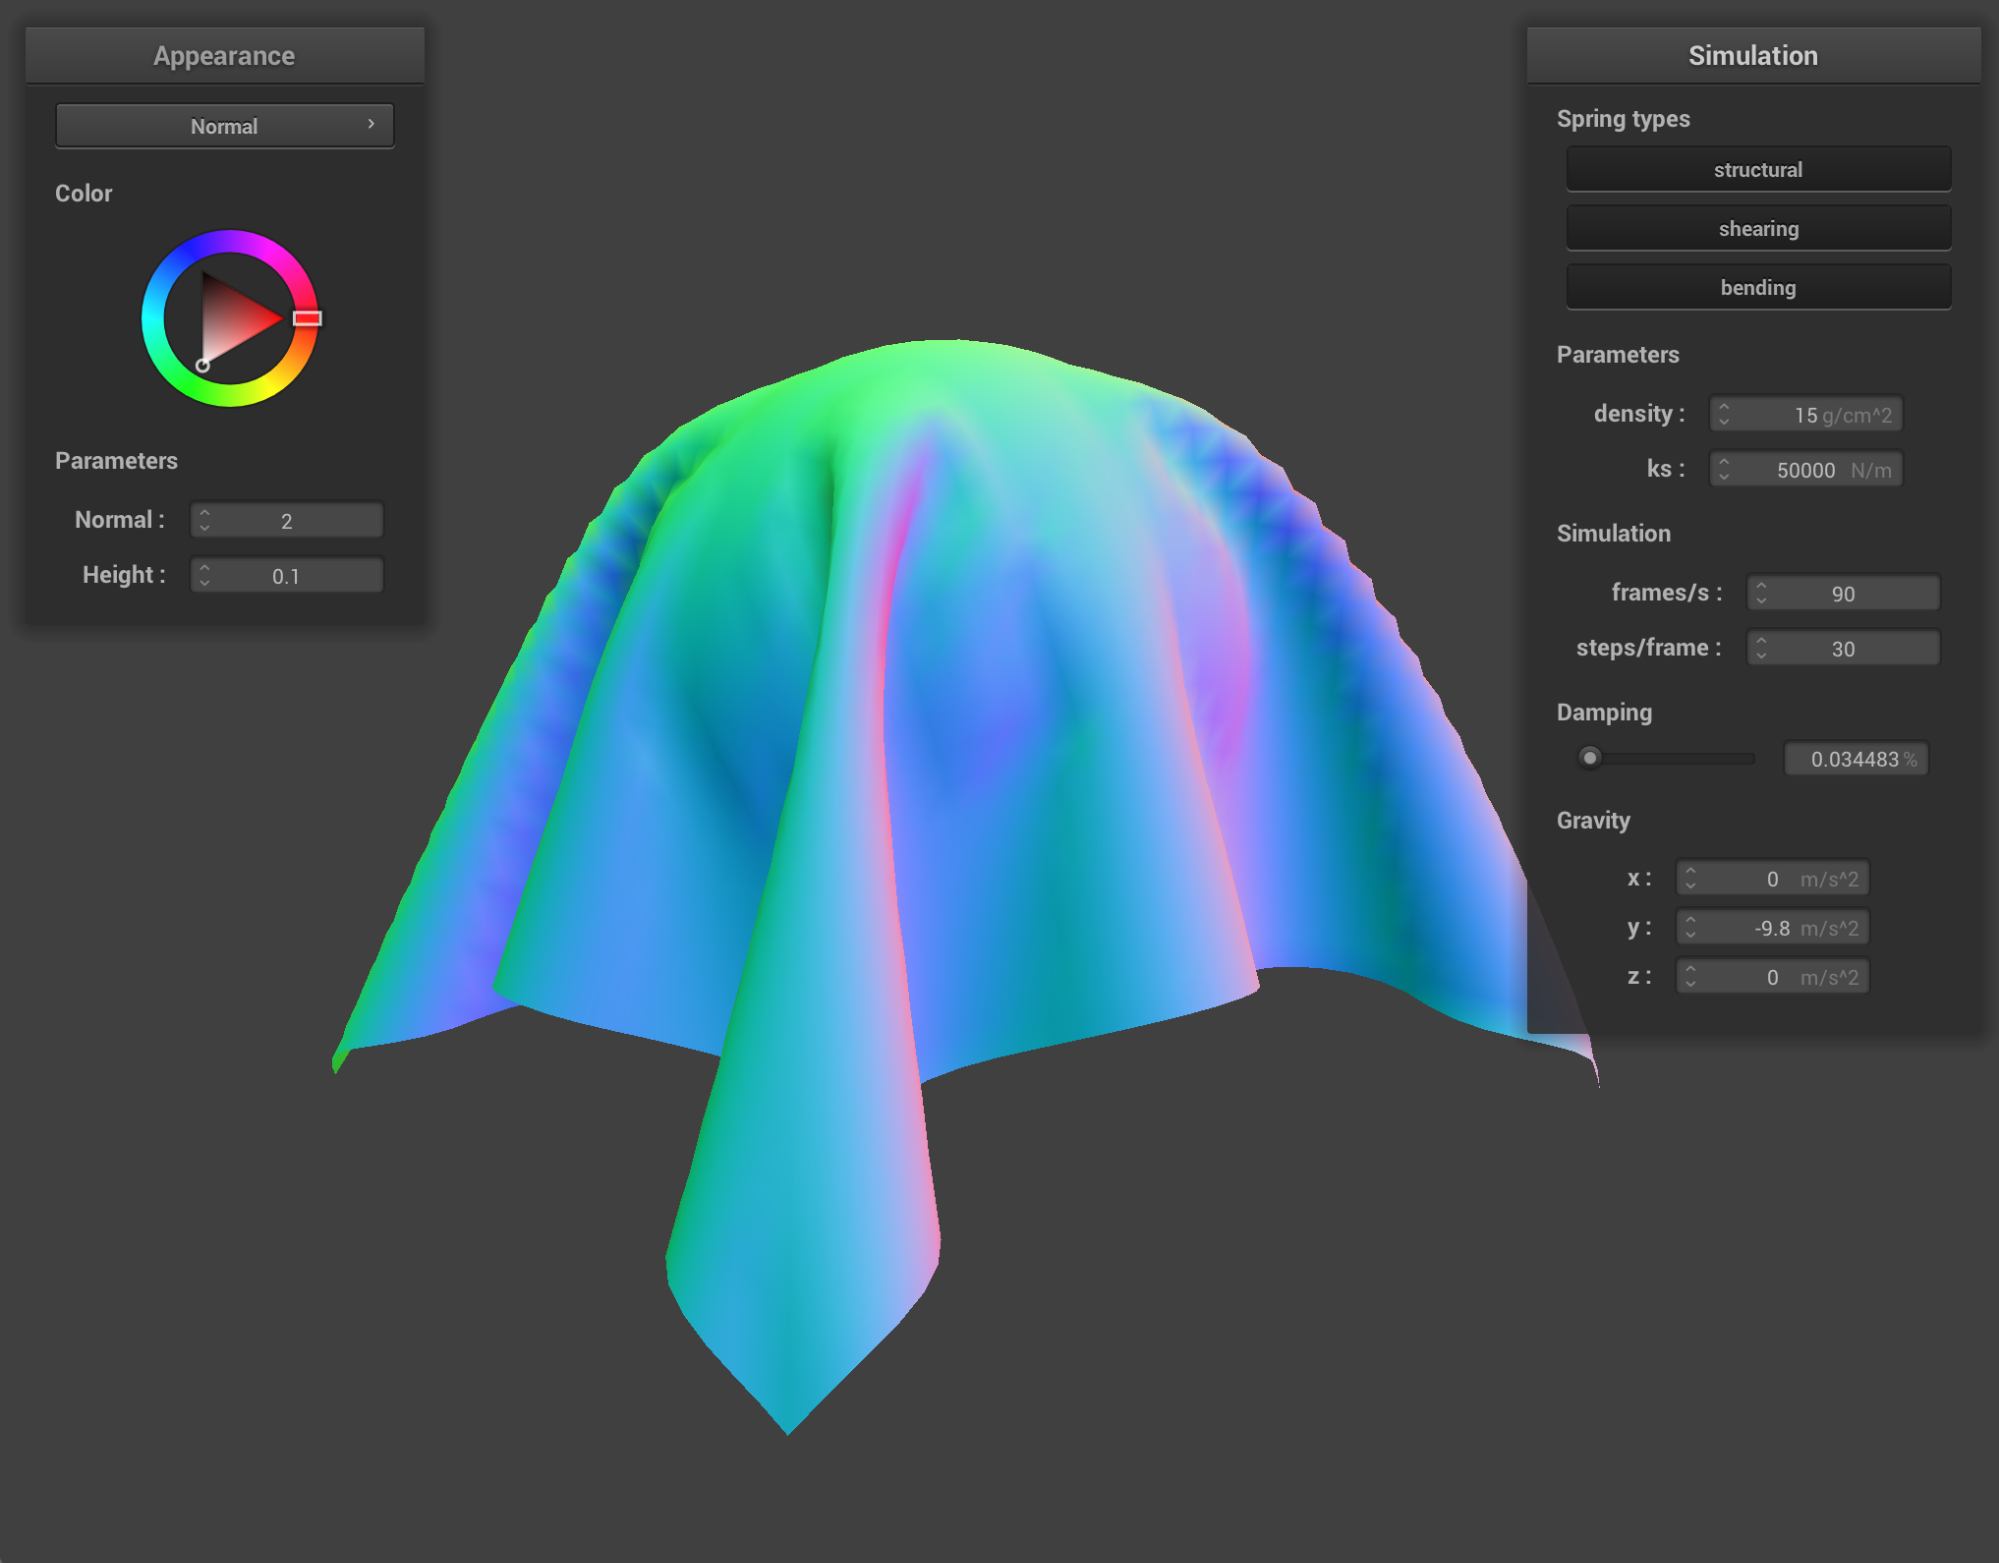 Appearance
Normal
Color
Parameters
Normal : 2
Height : 0.1
Simulation
Spring types
structural
shearing
bending
Parameters
density : 15 g/cm^2
ks : 50000 N/m
Simulation
frames/s : 90
steps/frame : 30
Damping
0.034483 %
Gravity
x : 0 m/s^2
y : -9.8 m/s^2
z : 0 m/s^2